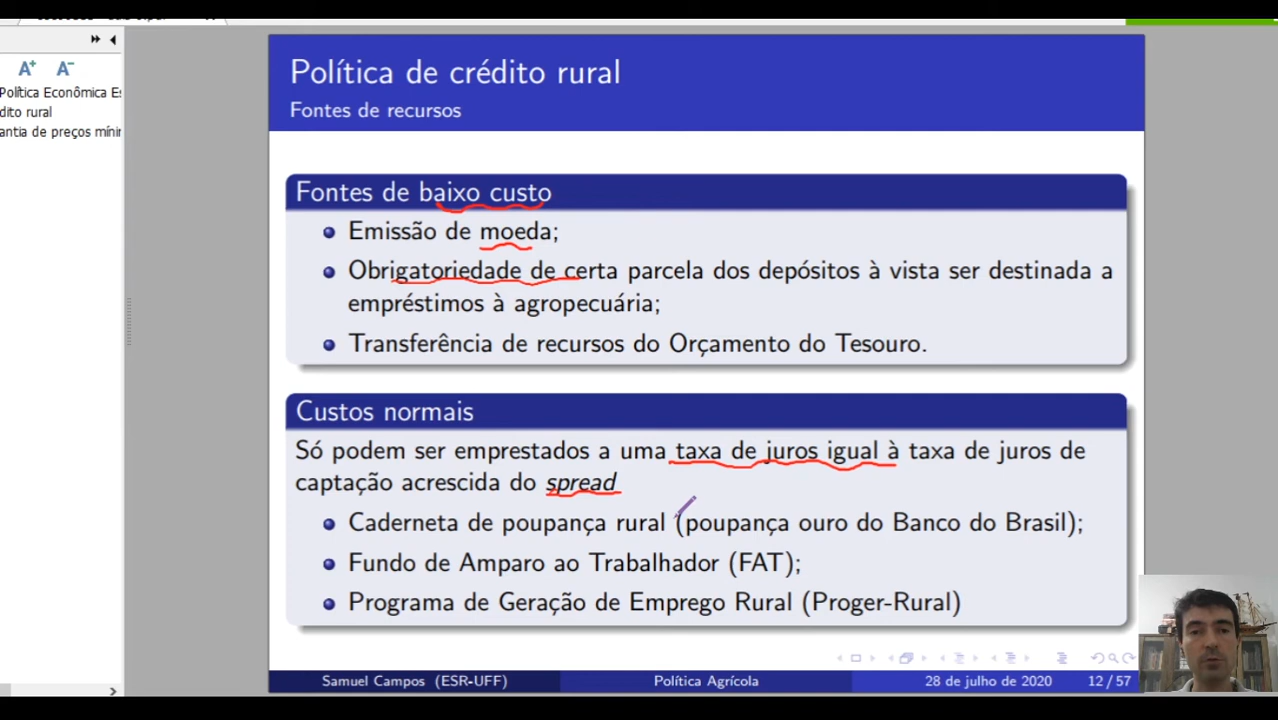 A+ A-
Política Econômica Es
dito rural
antia de preços mínir
Política de crédito rural
Fontes de recursos
Fontes de baixo custo
Emissão de moeda;
Obrigatoriedade de certa parcela dos depósitos à vista ser destinada a
empréstimos à agropecuária;
Transferência de recursos do Orçamento do Tesouro.
Custos normais
Só podem ser emprestados a uma taxa de juros igual à taxa de juros de
captação acrescida do spread
Caderneta de poupança rural (poupança ouro do Banco do Brasil);
Fundo de Amparo ao Trabalhador (FAT);
Programa de Geração de Emprego Rural (Proger-Rural)
Samuel Campos (ESR-UFF) Política Agrícola 28 de julho de 2020 12 / 57